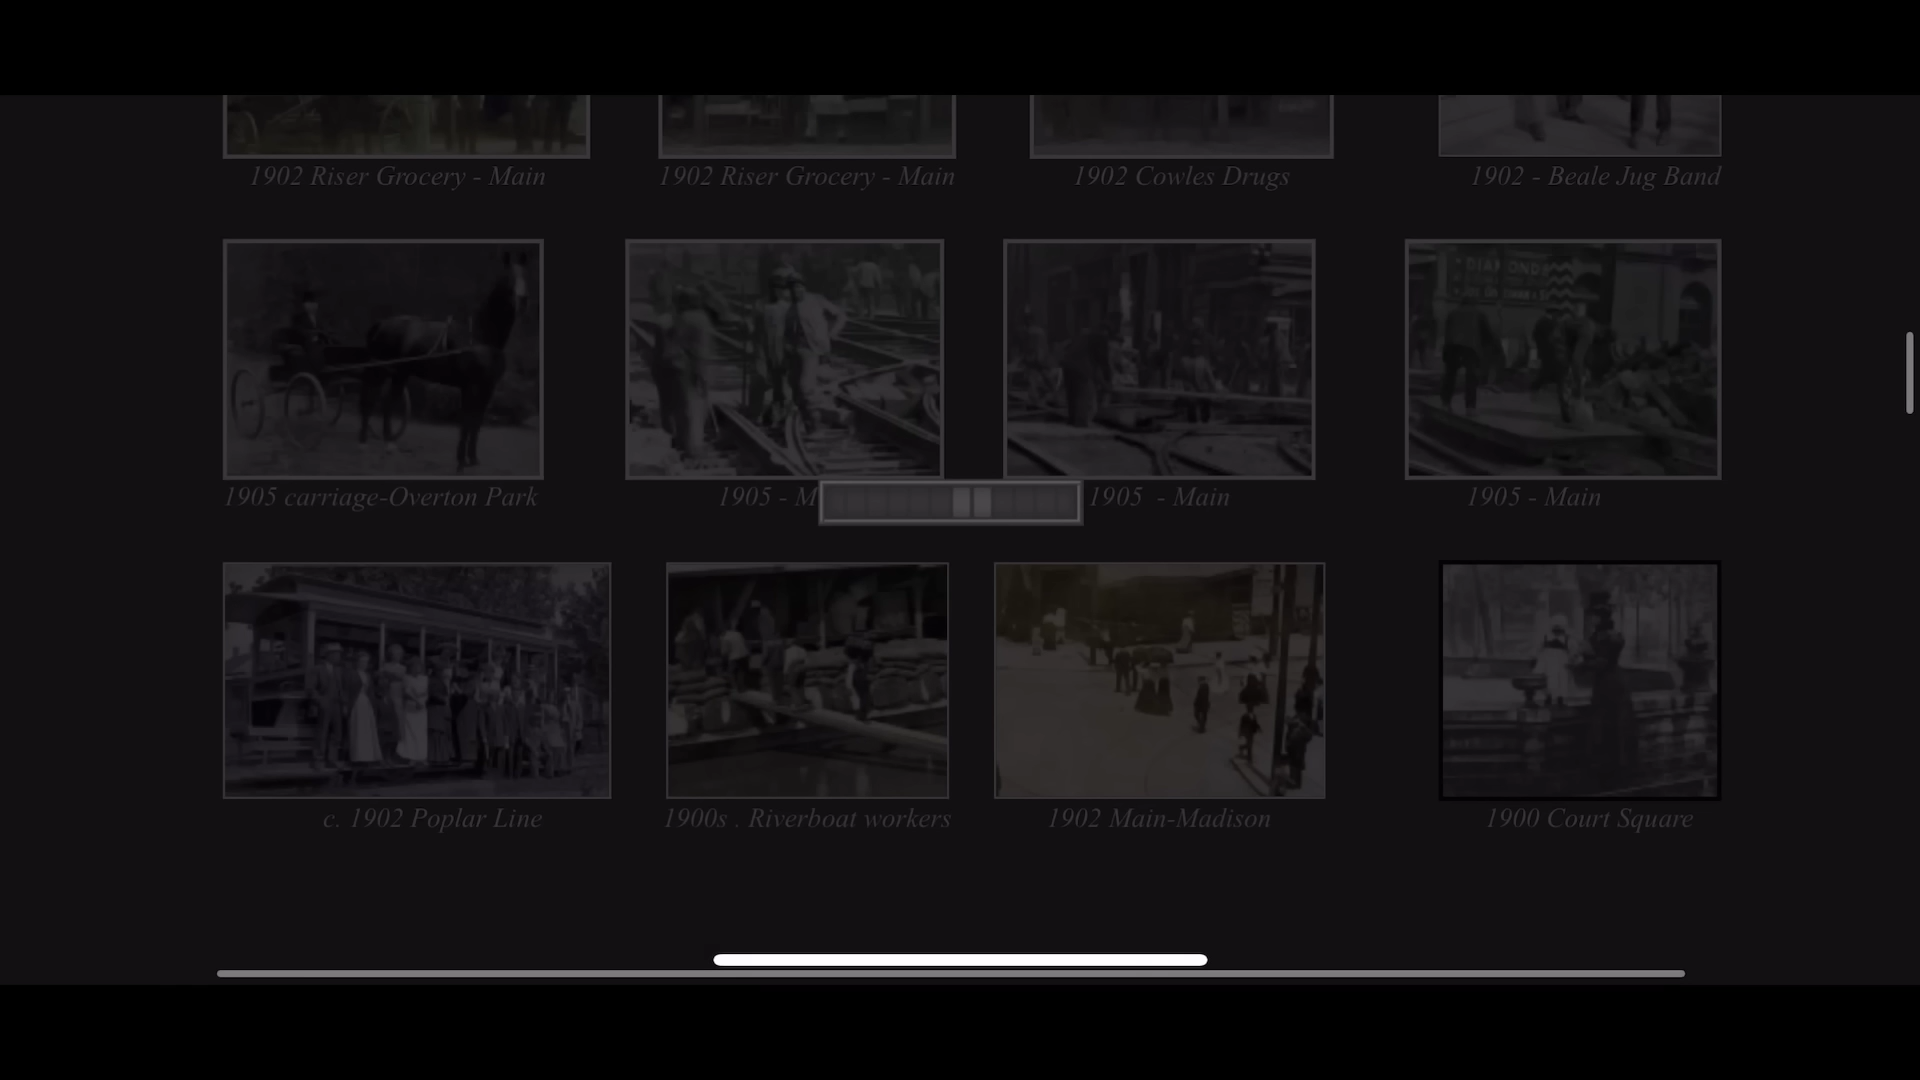 1902 Riser Grocery - Main
1902 Riser Grocery - Main
1902 Cowles Drugs
1902 - Beale Jug Band
DIAMONDS
1905 carriage-Overton Park
1905 - M
1905 - Main
1905 - Main
c. 1902 Poplar Line
1900s . Riverboat workers
1902 Main-Madison
1900 Court Square